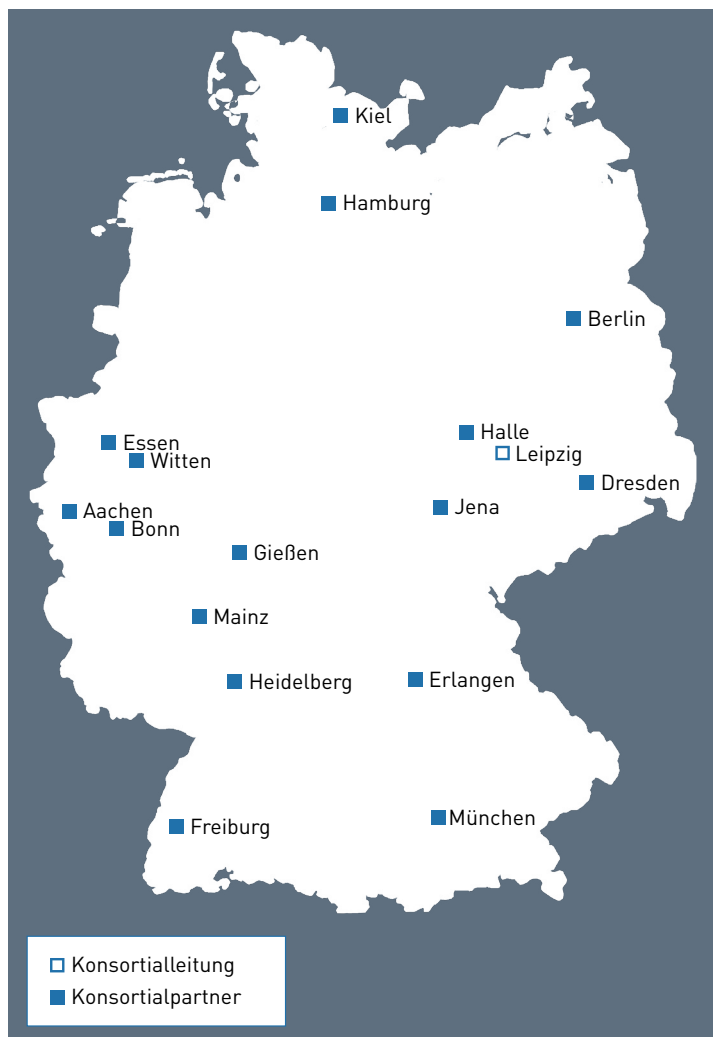 Kiel
Hamburg
Berlin
Halle
Essen
Leipzig
Witten
Dresden
Jena
Aachen
Bonn
Gießen
Mainz
Erlangen
Heidelberg
München
Freiburg
Konsortialleitung
Konsortialpartner